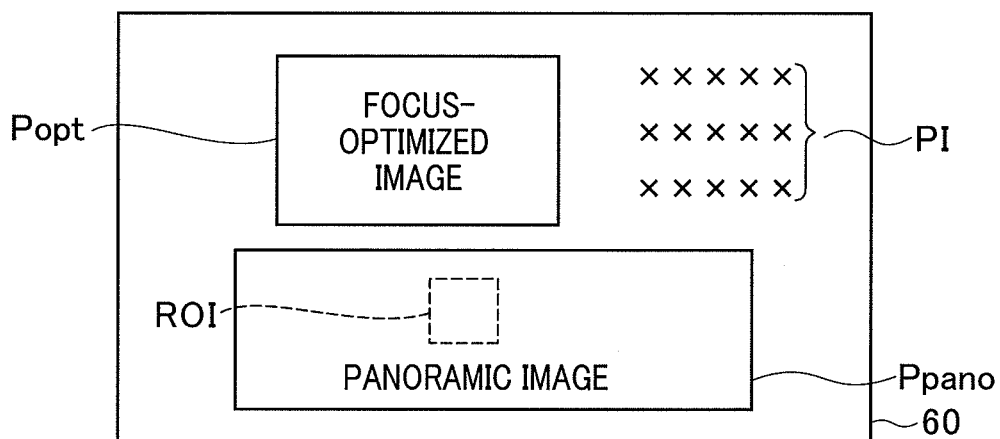 Popt
FOCUS-
OPTIMIZED
IMAGE
× × × × ×
× × × × ×
× × × × ×
PI
ROI
PANORAMIC IMAGE
Ppano
60